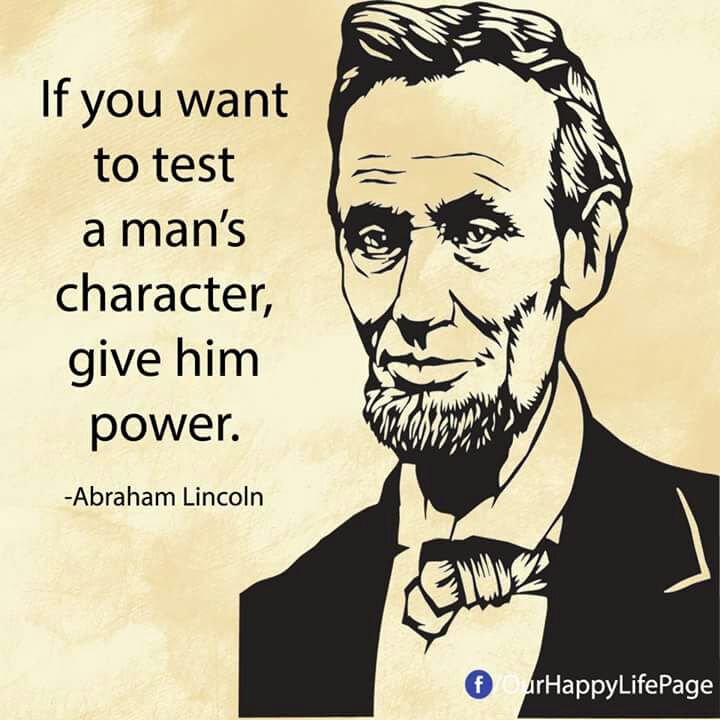 If you want
to test
a man's
character,
give him
power.
-Abraham Lincoln
f /OurHappyLifePage